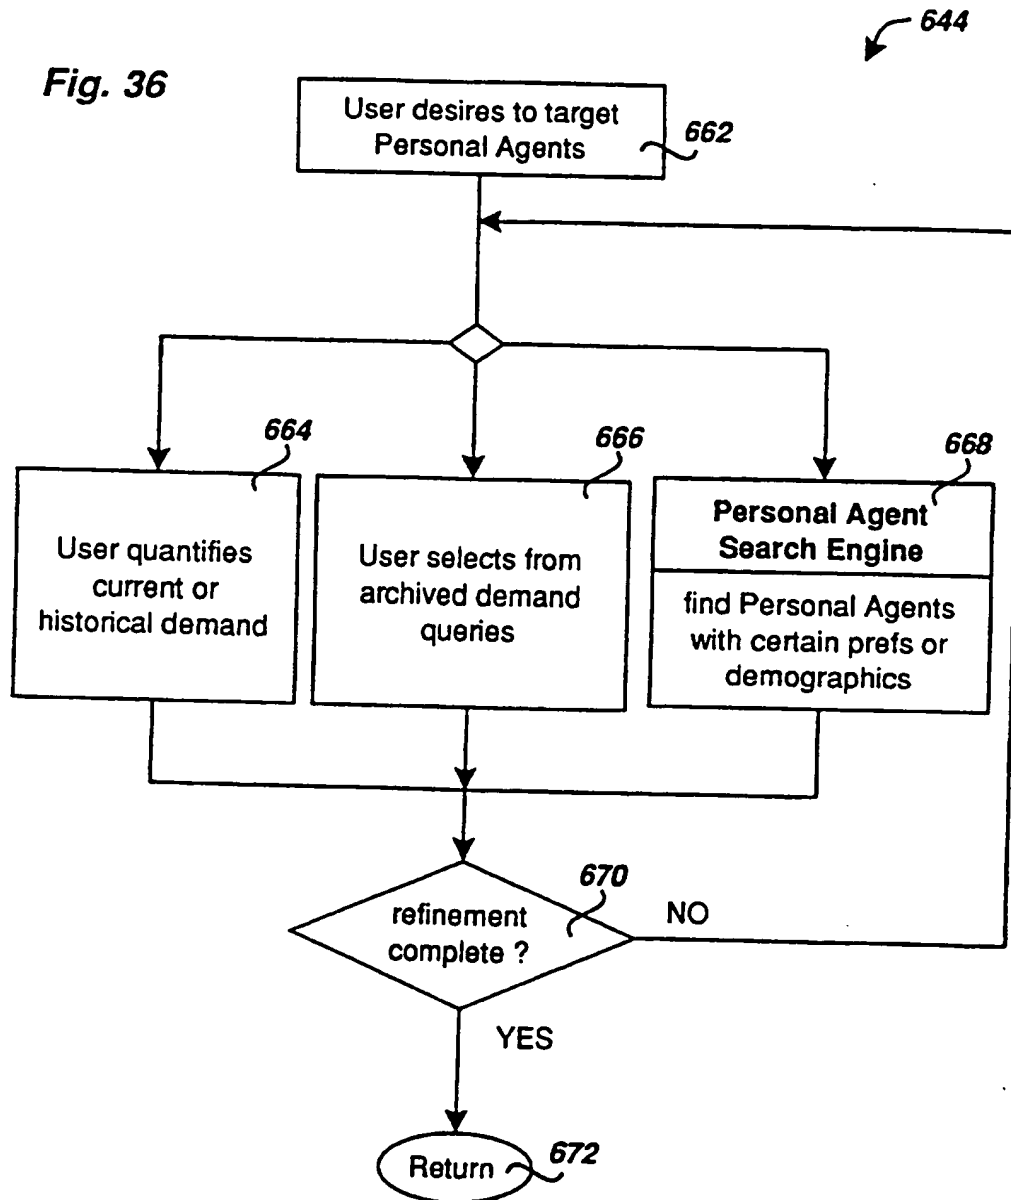 644
Fig. 36
User desires to target
Personal Agents
662
664
666
668
User quantifies
current or
historical demand
User selects from
archived demand
queries
Personal Agent
Search Engine
find Personal Agents
with certain prefs or
demographics
670
refinement
complete ?
NO
YES
Return
672